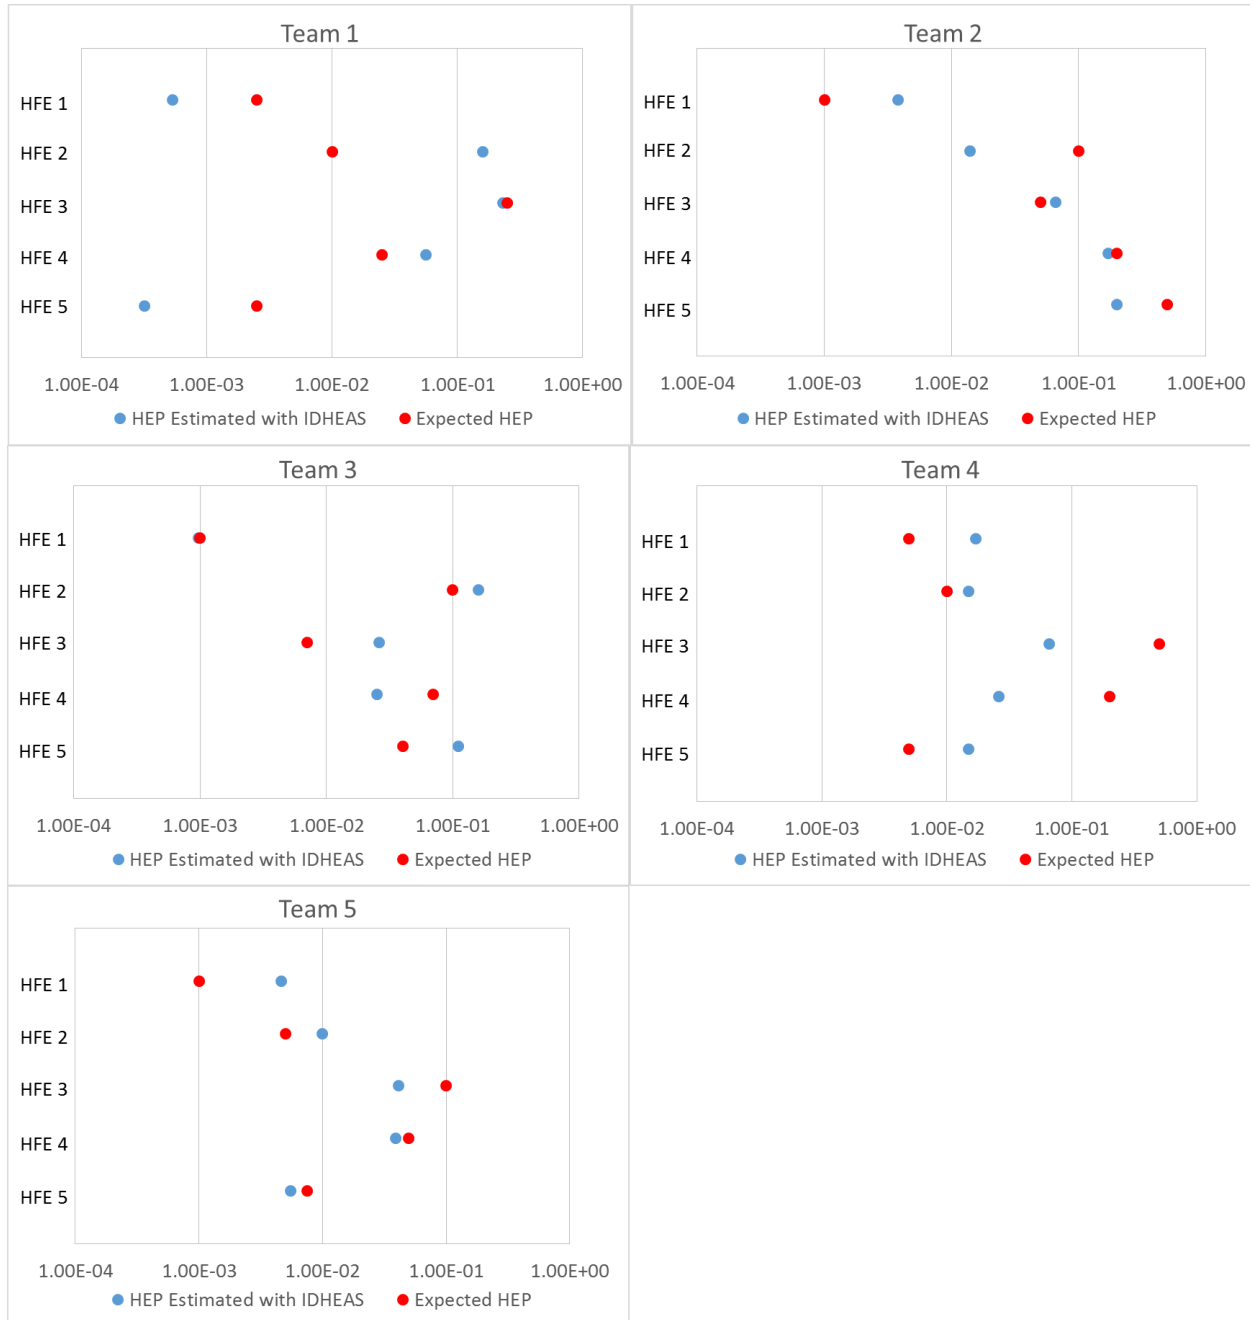 Team 1
HFE 1
HFE 2
HFE 3
HFE 4
HFE 5
1.00E-04 1.00E-03 1.00E-02 1.00E-01 1.00E+00
HEP Estimated with IDHEAS Expected HEP
Team 2
HFE 1
HFE 2
HFE 3
HFE 4
HFE 5
1.00E-04 1.00E-03 1.00E-02 1.00E-01 1.00E+00
HEP Estimated with IDHEAS Expected HEP
Team 3
HFE 1
HFE 2
HFE 3
HFE 4
HFE 5
1.00E-04 1.00E-03 1.00E-02 1.00E-01 1.00E+00
HEP Estimated with IDHEAS Expected HEP
Team 4
HFE 1
HFE 2
HFE 3
HFE 4
HFE 5
1.00E-04 1.00E-03 1.00E-02 1.00E-01 1.00E+00
HEP Estimated with IDHEAS Expected HEP
Team 5
HFE 1
HFE 2
HFE 3
HFE 4
HFE 5
1.00E-04 1.00E-03 1.00E-02 1.00E-01 1.00E+00
HEP Estimated with IDHEAS Expected HEP